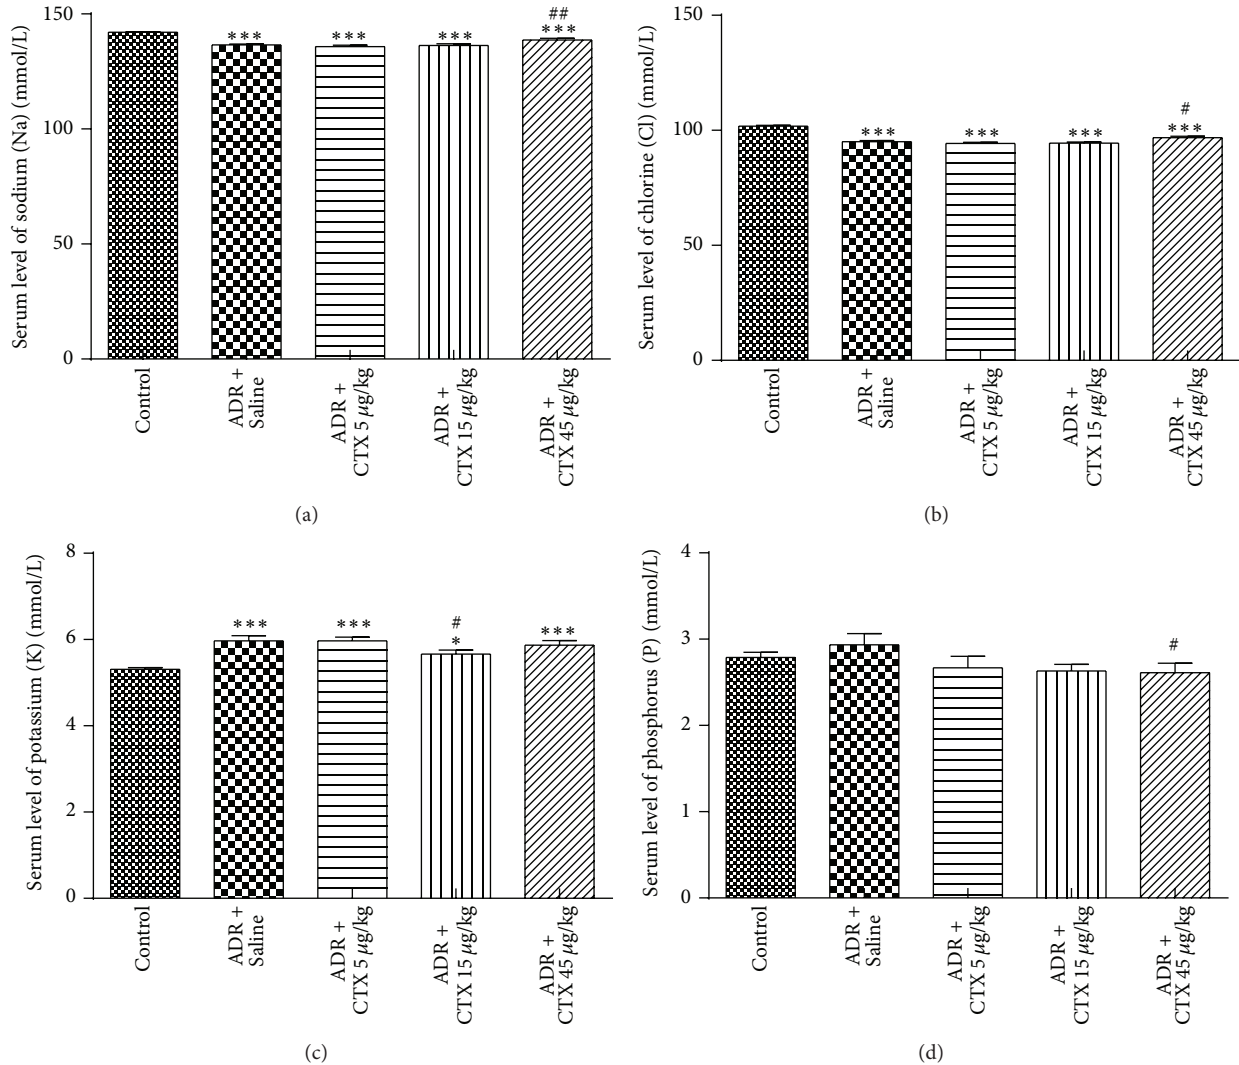 Serum level of sodium (Na) (mmol/L)
150
100
50
0
***
***
***
##
***
Control
ADR +
Saline
ADR +
CTX 5 µg/kg
ADR +
CTX 15 µg/kg
ADR +
CTX 45 µg/kg
(a)
Serum level of chlorine (Cl) (mmol/L)
150
100
50
0
***
***
***
#
***
Control
ADR +
Saline
ADR +
CTX 5 µg/kg
ADR +
CTX 15 µg/kg
ADR +
CTX 45 µg/kg
(b)
Serum level of potassium (K) (mmol/L)
8
6
4
2
0
***
***
#
*
***
Control
ADR +
Saline
ADR +
CTX 5 µg/kg
ADR +
CTX 15 µg/kg
ADR +
CTX 45 µg/kg
(c)
Serum level of phosphorus (P) (mmol/L)
4
3
2
1
0
#
Control
ADR +
Saline
ADR +
CTX 5 µg/kg
ADR +
CTX 15 µg/kg
ADR +
CTX 45 µg/kg
(d)